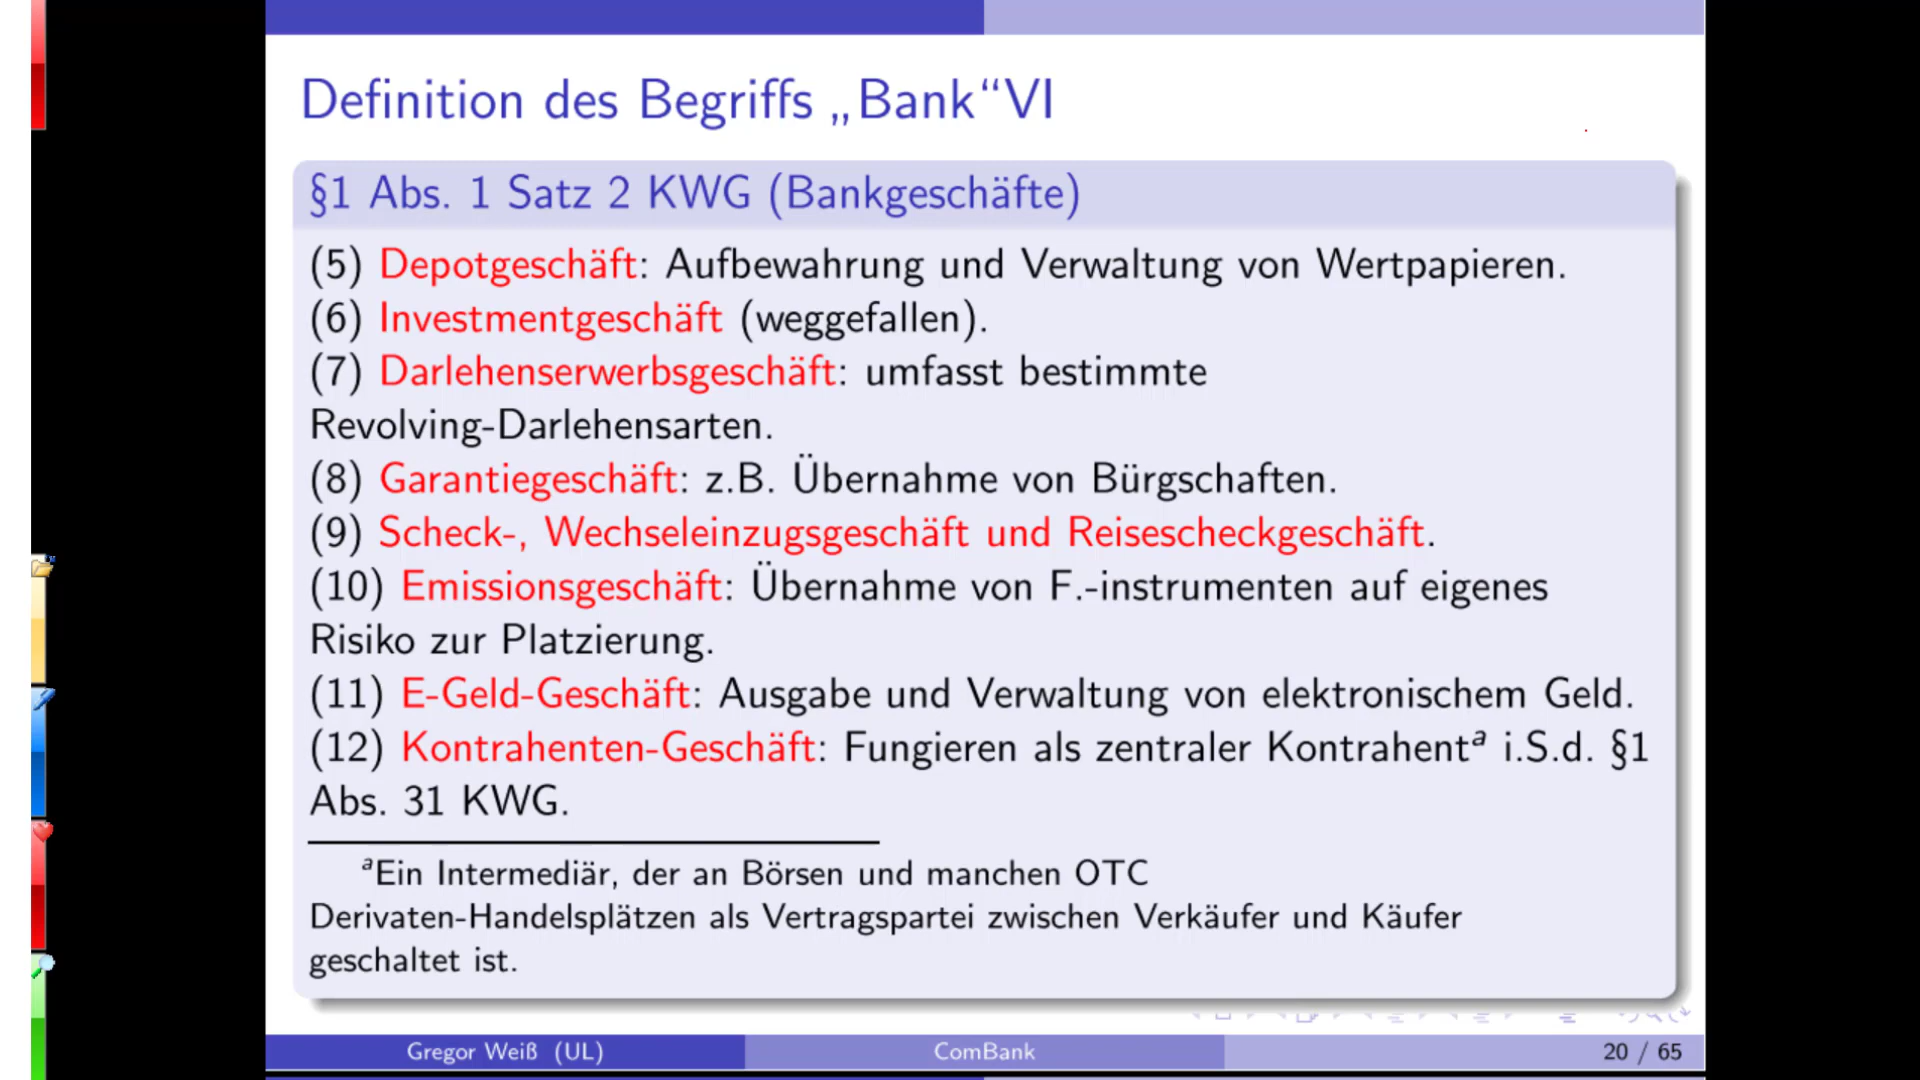 Definition des Begriffs „Bank“VI
§1 Abs. 1 Satz 2 KWG (Bankgeschäfte)
(5) Depotgeschäft: Aufbewahrung und Verwaltung von Wertpapieren.
(6) Investmentgeschäft (weggefallen).
(7) Darlehenserwerbsgeschäft: umfasst bestimmte
Revolving-Darlehensarten.
(8) Garantiegeschäft: z.B. Übernahme von Bürgschaften.
(9) Scheck-, Wechseleinzugsgeschäft und Reisescheckgeschäft.
(10) Emissionsgeschäft: Übernahme von F.-instrumenten auf eigenes
Risiko zur Platzierung.
(11) E-Geld-Geschäft: Ausgabe und Verwaltung von elektronischem Geld.
(12) Kontrahenten-Geschäft: Fungieren als zentraler Kontrahentᵃ i.S.d. §1
Abs. 31 KWG.
ᵃEin Intermediär, der an Börsen und manchen OTC
Derivaten-Handelsplätzen als Vertragspartei zwischen Verkäufer und Käufer
geschaltet ist.
Gregor Weiß (UL) ComBank 20 / 65